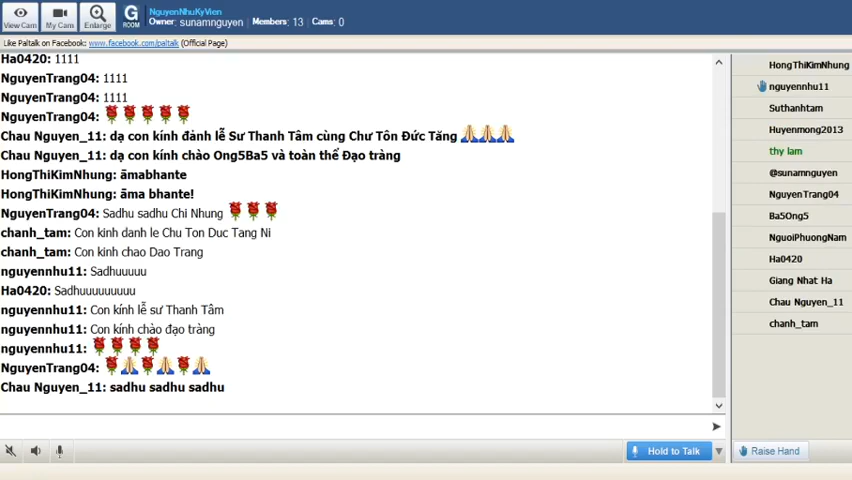 View Cam
My Cam
Enlarge
G ROOM
NguyenNhuKyVien
Owner: sunamnguyen Members: 13 Cams: 0
Like Paltalk on Facebook: www.facebook.com/paltalk (Official Page)
Ha0420: 1111
NguyenTrang04: 1111
NguyenTrang04: 1111
NguyenTrang04:
Chau Nguyen_11: dạ con kính đảnh lễ Sư Thanh Tâm cùng Chư Tôn Đức Tăng
Chau Nguyen_11: dạ con kính chào Ong5Ba5 và toàn thể Đạo tràng
HongThiKimNhung: āmabhante
HongThiKimNhung: āma bhante!
NguyenTrang04: Sadhu sadhu Chi Nhung
chanh_tam: Con kinh danh le Chu Ton Duc Tang Ni
chanh_tam: Con kinh chao Dao Trang
nguyennhu11: Sadhuuuuu
Ha0420: Sadhuuuuuuuuu
nguyennhu11: Con kính lễ sư Thanh Tâm
nguyennhu11: Con kính chào đạo tràng
nguyennhu11:
NguyenTrang04:
Chau Nguyen_11: sadhu sadhu sadhu
HongThiKimNhung
nguyennhu11
Suthanhtam
Huyenmong2013
thy lam
@sunamnguyen
NguyenTrang04
Ba5Ong5
NguoiPhuongNam
Ha0420
Giang Nhat Ha
Chau Nguyen_11
chanh_tam
Hold to Talk
Raise Hand